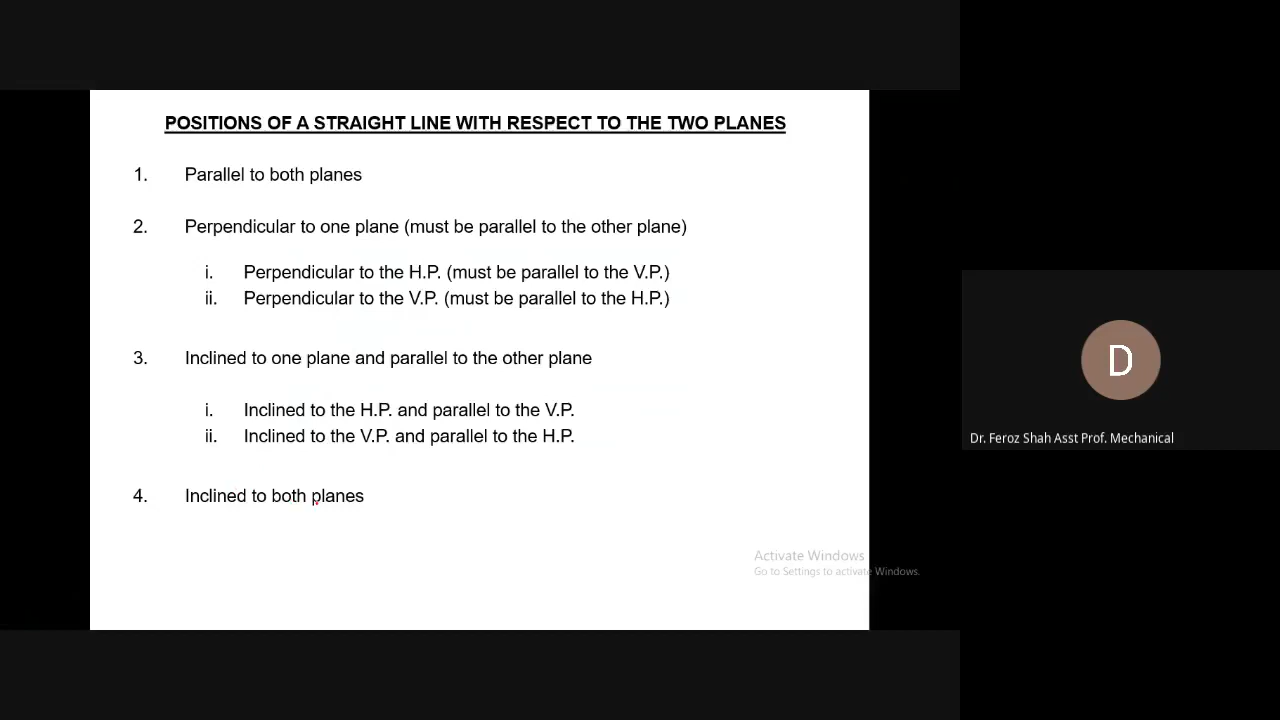 POSITIONS OF A STRAIGHT LINE WITH RESPECT TO THE TWO PLANES
1. Parallel to both planes
2. Perpendicular to one plane (must be parallel to the other plane)
i. Perpendicular to the H.P. (must be parallel to the V.P.)
ii. Perpendicular to the V.P. (must be parallel to the H.P.)
3. Inclined to one plane and parallel to the other plane
i. Inclined to the H.P. and parallel to the V.P.
ii. Inclined to the V.P. and parallel to the H.P.
4. Inclined to both planes
Activate Windows
Go to Settings to activate Windows.
D
Dr. Feroz Shah Asst Prof. Mechanical